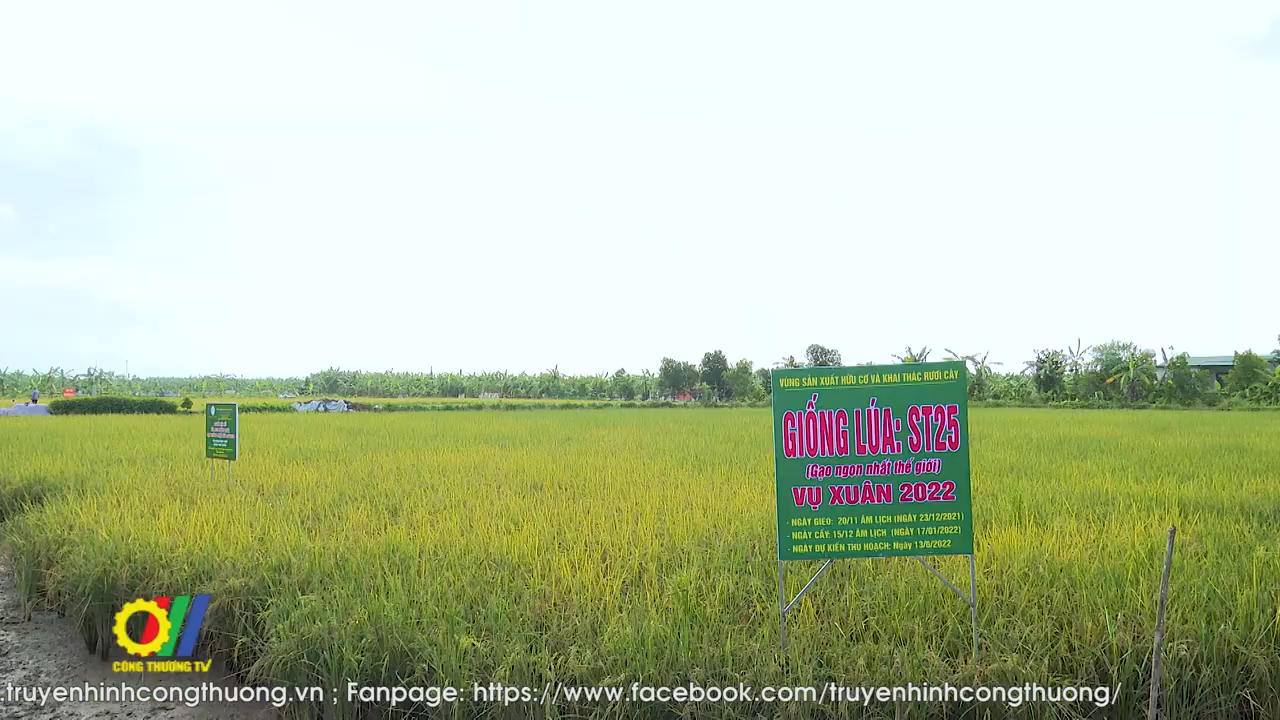 VÙNG SẢN XUẤT HỮU CƠ VÀ KHAI THÁC RƯƠI CÁY
GIỐNG LÚA: ST25
(Gạo ngon nhất thế giới)
VỤ XUÂN 2022
- NGÀY GIEO: 20/11 ÂM LỊCH (NGÀY 23/12/2021)
- NGÀY CẤY: 15/12 ÂM LỊCH (NGÀY 17/01/2022)
- NGÀY DỰ KIẾN THU HOẠCH: Ngày 13/6/2022
CÔNG THƯƠNG TV
.truyenhinhcongthuong.vn ; Fanpage: https://www.facebook.com/truyenhinhcongthuong/